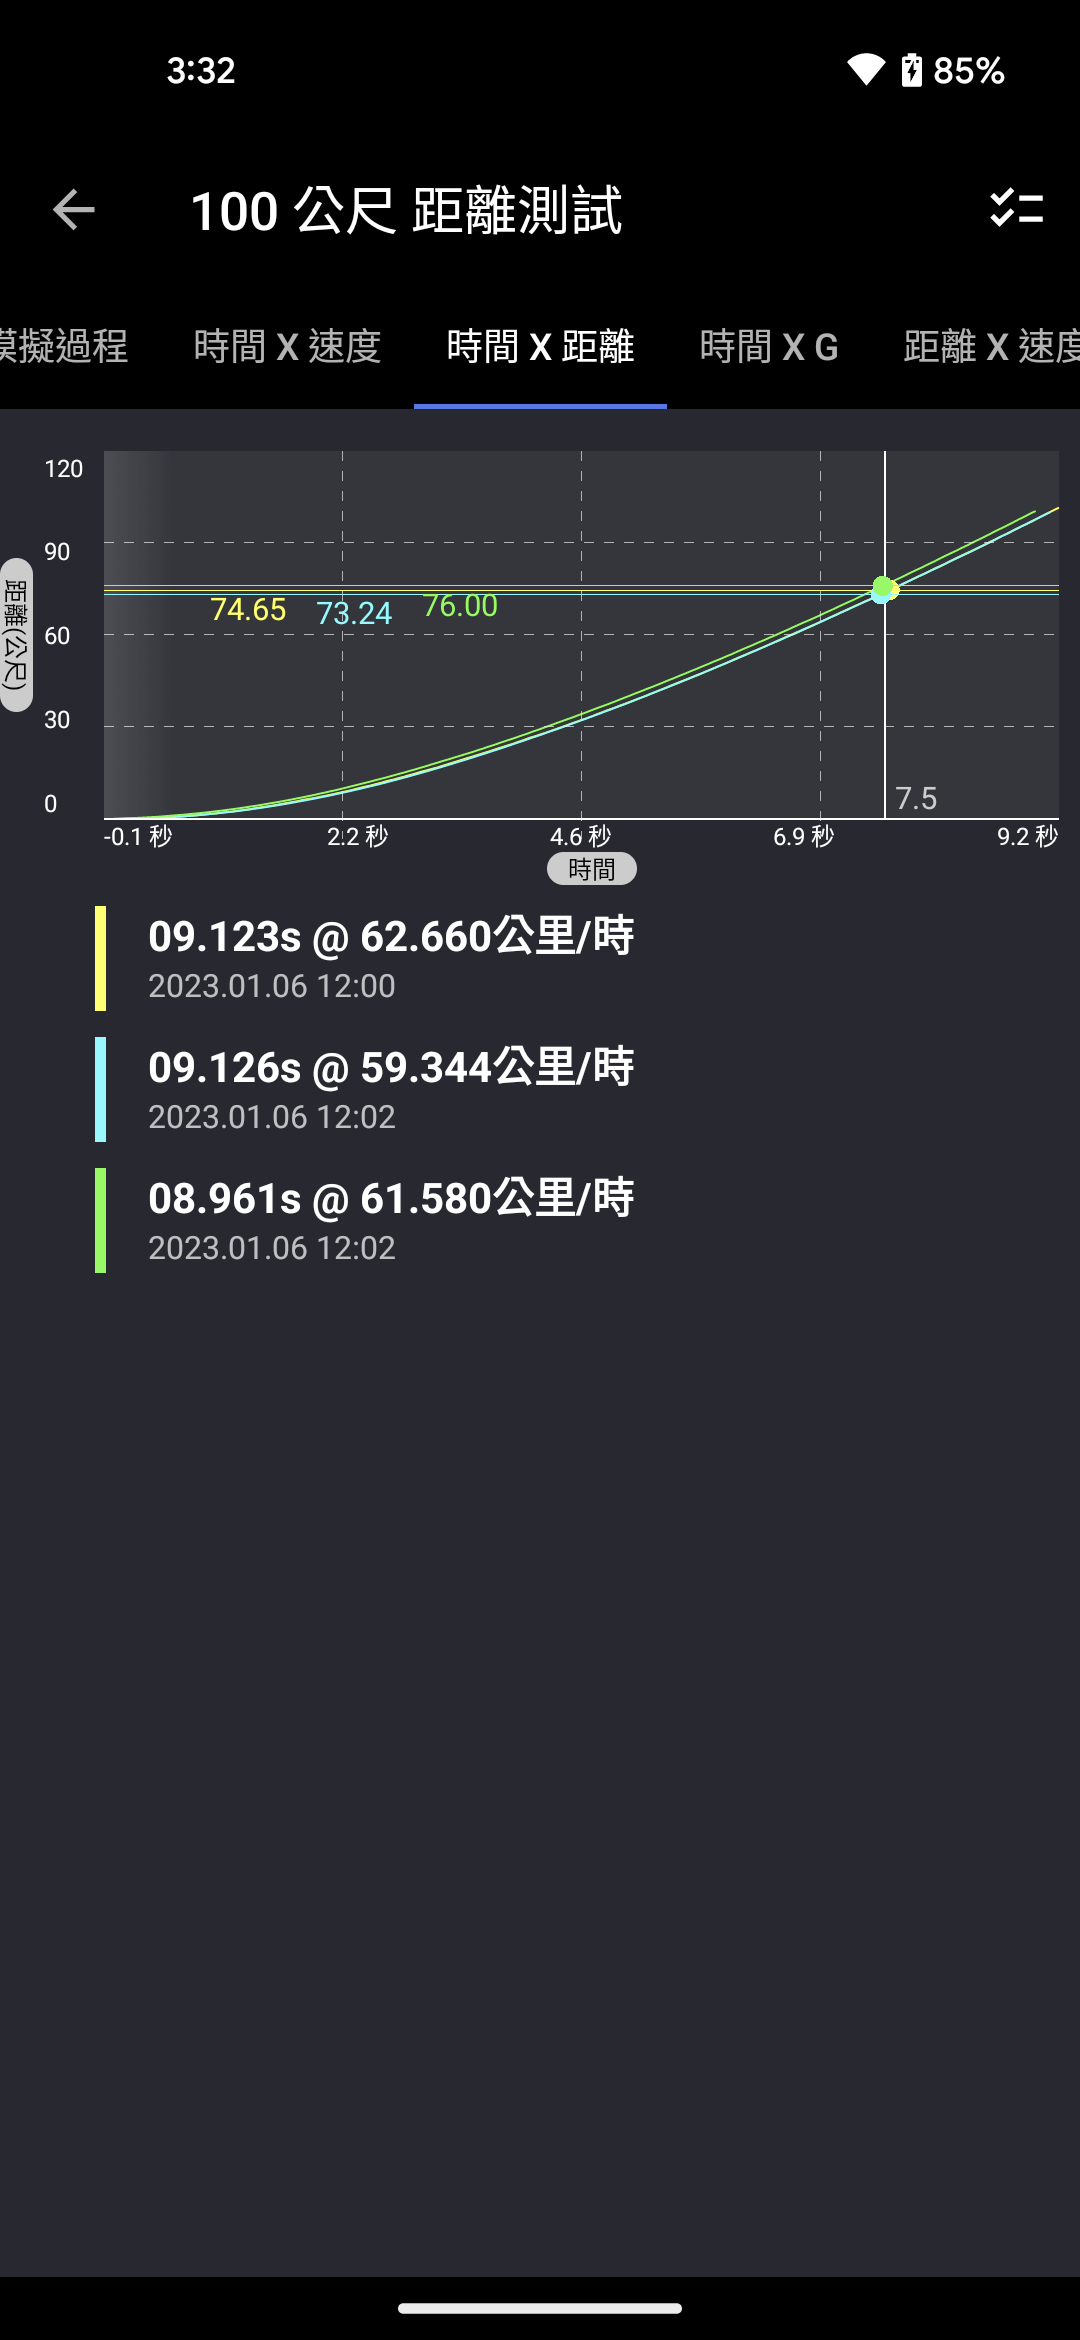 3:32
85%
100 公尺 距離測試
模擬過程 時間 X 速度 時間 X 距離 時間 X G 距離 X 速度
120
90
60
30
0
距離(公尺)
74.65 73.24 76.00
7.5
-0.1 秒 2.2 秒 4.6 秒 6.9 秒 9.2 秒
時間
09.123s @ 62.660公里/時
2023.01.06 12:00
09.126s @ 59.344公里/時
2023.01.06 12:02
08.961s @ 61.580公里/時
2023.01.06 12:02